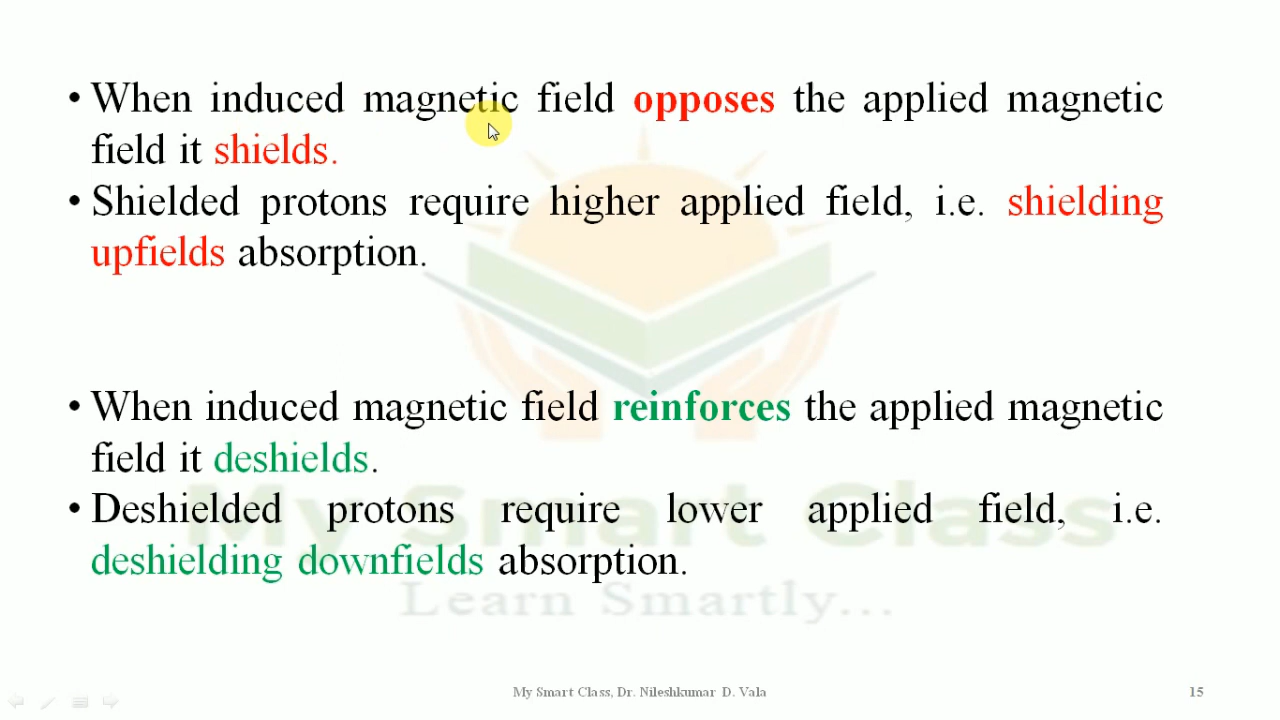 • When induced magnetic field opposes the applied magnetic
field it shields.
• Shielded protons require higher applied field, i.e. shielding
upfields absorption.
• When induced magnetic field reinforces the applied magnetic
field it deshields.
• Deshielded protons require lower applied field, i.e.
deshielding downfields absorption.
My Smart Class
Learn Smartly...
My Smart Class, Dr. Nileshkumar D. Vala
15